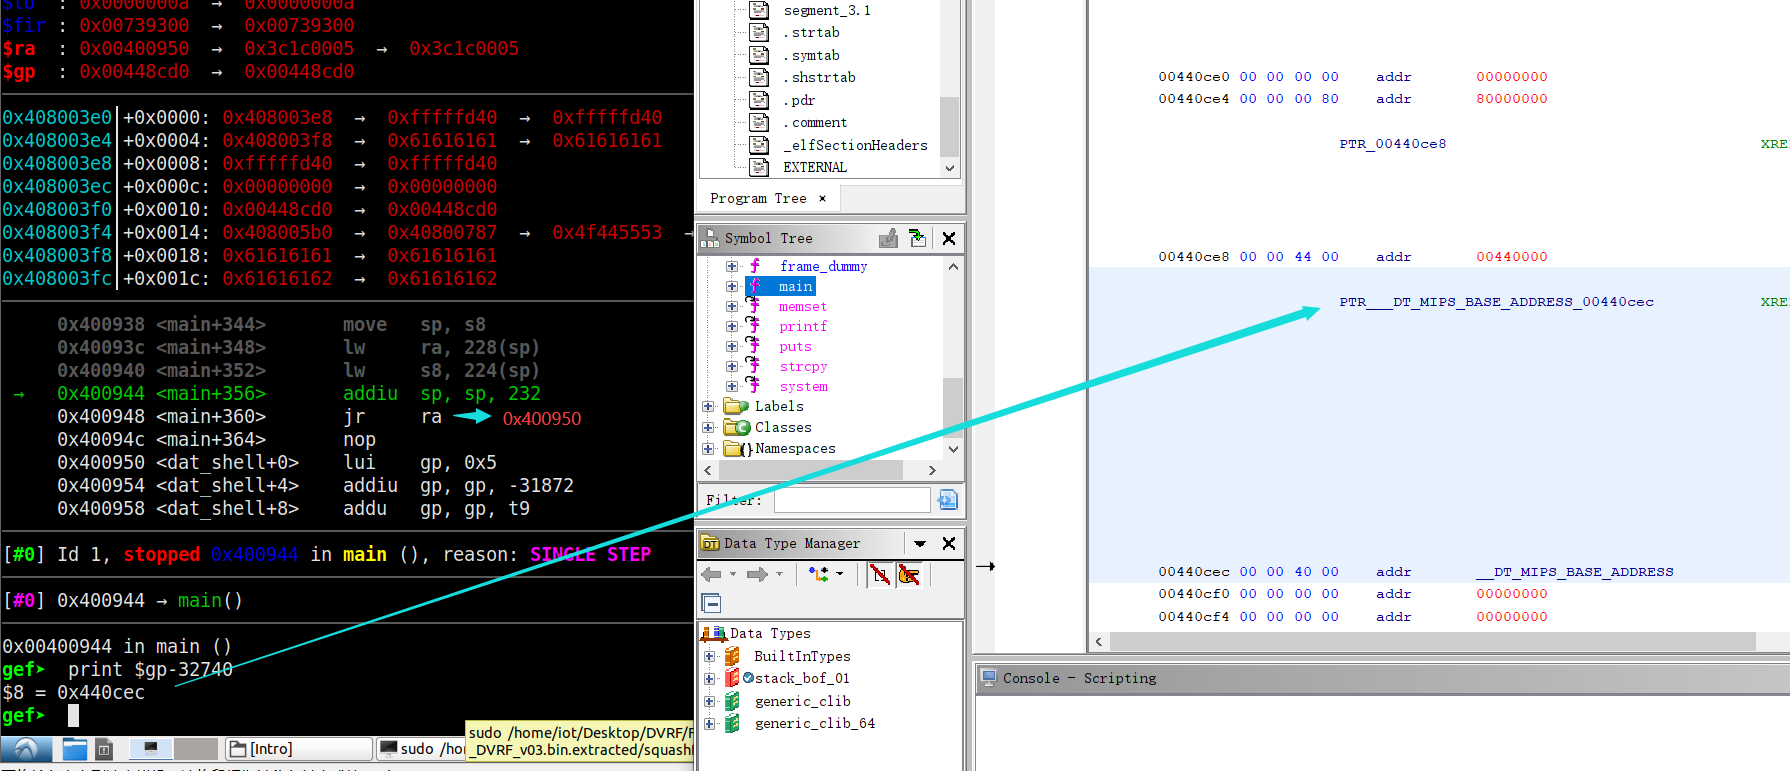 $lo : 0x0000000a → 0x0000000a
$fir : 0x00739300 → 0x00739300
$ra : 0x00400950 → 0x3c1c0005 → 0x3c1c0005
$gp : 0x00448cd0 → 0x00448cd0
0x408003e0│+0x0000: 0x408003e8 → 0xfffffd40 → 0xfffffd40
0x408003e4│+0x0004: 0x408003f8 → 0x61616161 → 0x61616161
0x408003e8│+0x0008: 0xfffffd40 → 0xfffffd40
0x408003ec│+0x000c: 0x00000000 → 0x00000000
0x408003f0│+0x0010: 0x00448cd0 → 0x00448cd0
0x408003f4│+0x0014: 0x408005b0 → 0x40800787 → 0x4f445553 →
0x408003f8│+0x0018: 0x61616161 → 0x61616161
0x408003fc│+0x001c: 0x61616162 → 0x61616162
0x400938 <main+344> move sp, s8
0x40093c <main+348> lw ra, 228(sp)
0x400940 <main+352> lw s8, 224(sp)
→ 0x400944 <main+356> addiu sp, sp, 232
0x400948 <main+360> jr ra 0x400950
0x40094c <main+364> nop
0x400950 <dat_shell+0> lui gp, 0x5
0x400954 <dat_shell+4> addiu gp, gp, -31872
0x400958 <dat_shell+8> addu gp, gp, t9
[#0] Id 1, stopped 0x400944 in main (), reason: SINGLE STEP
[#0] 0x400944 → main()
0x00400944 in main ()
gef➤ print $gp-32740
$8 = 0x440cec
gef➤
[Intro]
sudo /ho
sudo /home/iot/Desktop/DVRF/F
_DVRF_v03.bin.extracted/squashf
segment_3.1
.strtab
.symtab
.shstrtab
.pdr
.comment
_elfSectionHeaders
EXTERNAL
Program Tree ×
Symbol Tree
frame_dummy
main
memset
printf
puts
strcpy
system
Labels
Classes
Namespaces
Filter:
Data Type Manager
Data Types
BuiltInTypes
stack_bof_01
generic_clib
generic_clib_64
00440ce0 00 00 00 00 addr 00000000
00440ce4 00 00 00 80 addr 80000000
PTR_00440ce8 XRE
00440ce8 00 00 44 00 addr 00440000
PTR___DT_MIPS_BASE_ADDRESS_00440cec XRE
00440cec 00 00 40 00 addr __DT_MIPS_BASE_ADDRESS
00440cf0 00 00 00 00 addr 00000000
00440cf4 00 00 00 00 addr 00000000
Console - Scripting